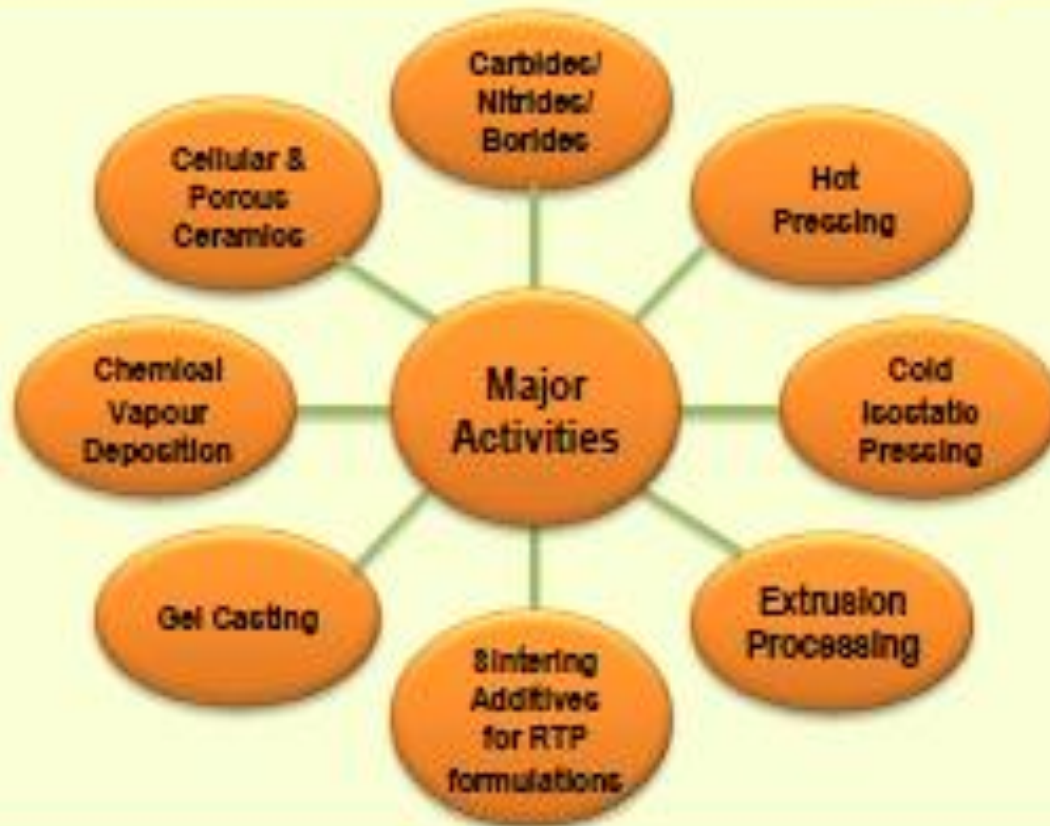 Carbides/
Nitrides/
Borides
Cellular &
Porous
Ceramics
Hot
Pressing
Chemical
Vapour
Deposition
Major
Activities
Cold
Isostatic
Pressing
Gel Casting
Extrusion
Processing
Sintering
Additives
for RTP
formulations